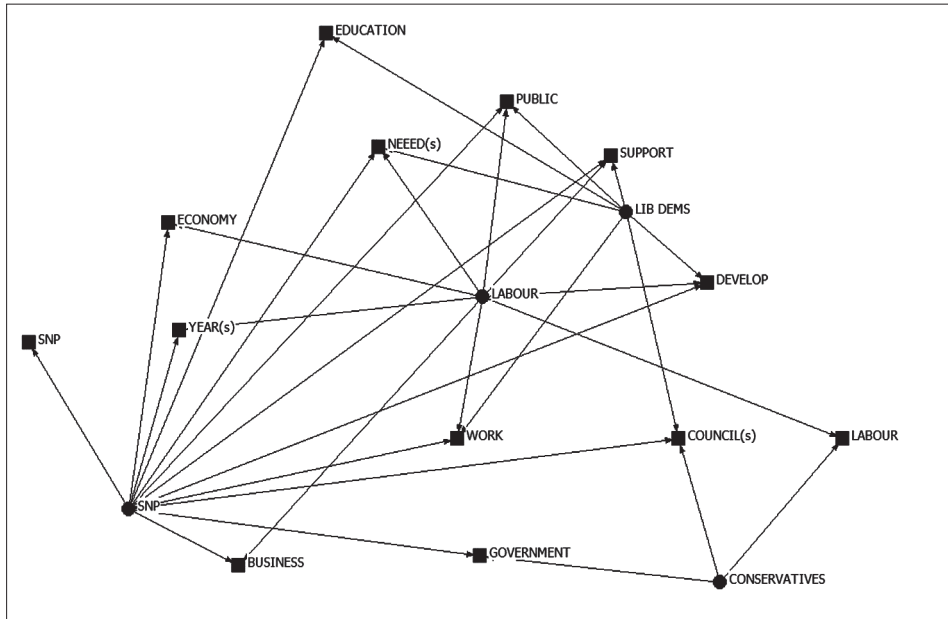 EDUCATION
PUBLIC
NEEED(s)
SUPPORT
LIB DEMS
ECONOMY
DEVELOP
LABOUR
YEAR(s)
SNP
WORK
COUNCIL(s)
LABOUR
SNP
GOVERNMENT
BUSINESS
CONSERVATIVES